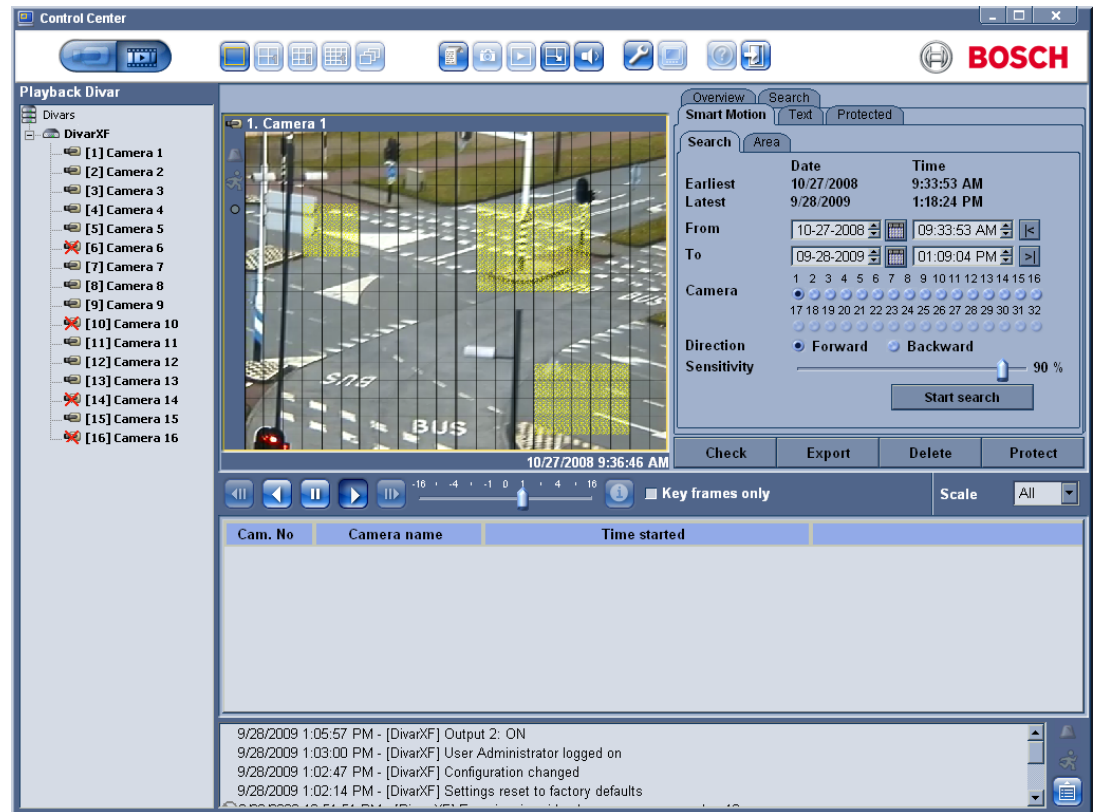 Control Center
BOSCH
Playback Divar
Divars
DivarXF
[1] Camera 1
[2] Camera 2
[3] Camera 3
[4] Camera 4
[5] Camera 5
[6] Camera 6
[7] Camera 7
[8] Camera 8
[9] Camera 9
[10] Camera 10
[11] Camera 11
[12] Camera 12
[13] Camera 13
[14] Camera 14
[15] Camera 15
[16] Camera 16
1. Camera 1
BUS
BUS
10/27/2008 9:36:46 AM
Overview Search
Smart Motion Text Protected
Search Area
Date Time
Earliest 10/27/2008 9:33:53 AM
Latest 9/28/2009 1:18:24 PM
From 10-27-2008 09:33:53 AM
To 09-28-2009 01:09:04 PM
1 2 3 4 5 6 7 8 9 10 11 12 13 14 15 16
Camera
17 18 19 20 21 22 23 24 25 26 27 28 29 30 31 32
Direction Forward Backward
Sensitivity 90 %
Start search
Check Export Delete Protect
-16 -4 -1 0 1 4 16
Key frames only
Scale All
Cam. No Camera name Time started
9/28/2009 1:05:57 PM - [DivarXF] Output 2: ON
9/28/2009 1:03:00 PM - [DivarXF] User Administrator logged on
9/28/2009 1:02:47 PM - [DivarXF] Configuration changed
9/28/2009 1:02:14 PM - [DivarXF] Settings reset to factory defaults